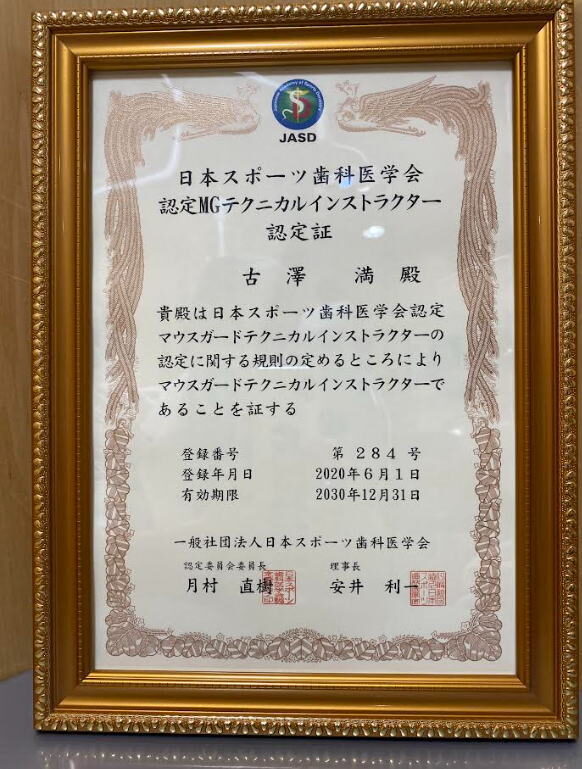 JASD
日本スポーツ歯科医学会
認定MGテクニカルインストラクター
認定証
古澤 満 殿
貴殿は日本スポーツ歯科医学会認定
マウスガードテクニカルインストラクターの
認定に関する規則の定めるところにより
マウスガードテクニカルインストラクターで
あることを証する
登録番号 第284号
登録年月日 2020年6月1日
有効期限 2030年12月31日
一般社団法人日本スポーツ歯科医学会
認定委員会委員長 理事長
月村 直樹 安井 利一